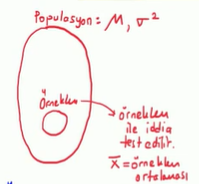 Populasyon = M, σ²
Örneklem
örneklem
ile iddia
test edilir.
X̄ = örneklem
ortalaması